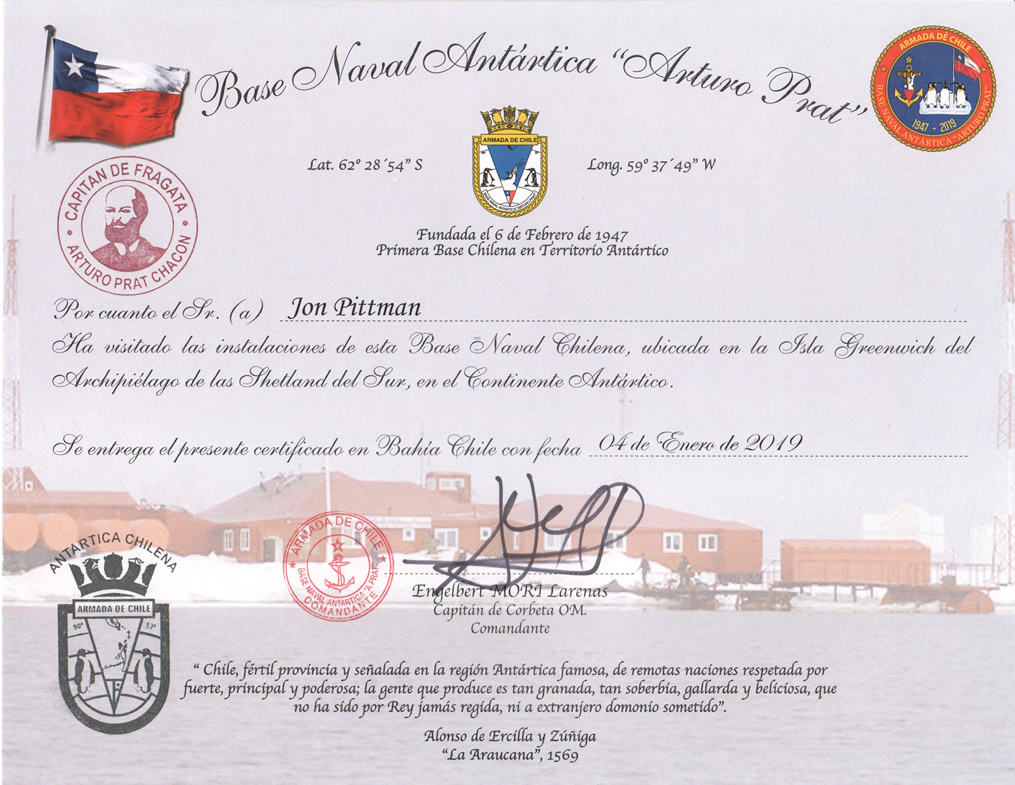 Base Naval Antártica "Arturo Prat"
ARMADA DE CHILE
BASE NAVAL ANTARTICA "ARTURO PRAT"
1947 - 2019
Lat. 62º 28´54” S
ARMADA DE CHILE
Long. 59º 37´49” W
CAPITAN DE FRAGATA
ARTURO PRAT CHACON
Fundada el 6 de Febrero de 1947
Primera Base Chilena en Territorio Antártico
Por cuanto el Sr. (a) Jon Pittman
Ha visitado las instalaciones de esta Base Naval Chilena, ubicada en la Isla Greenwich del
Archipiélago de las Shetland del Sur, en el Continente Antártico.
Se entrega el presente certificado en Bahía Chile con fecha 04 de Enero de 2019
ARMADA DE CHILE
BASE NAVAL ANTARTICA "A. PRAT"
COMANDANTE
Engelbert MORI Larenas
Capitán de Corbeta OM.
Comandante
ANTARTICA CHILENA
ARMADA DE CHILE
90º 53º
“ Chile, fértil provincia y señalada en la región Antártica famosa, de remotas naciones respetada por
fuerte, principal y poderosa; la gente que produce es tan granada, tan soberbia, gallarda y beliciosa, que
no ha sido por Rey jamás regida, ni a extranjero domonio sometido”.
Alonso de Ercilla y Zúñiga
“La Araucana”, 1569